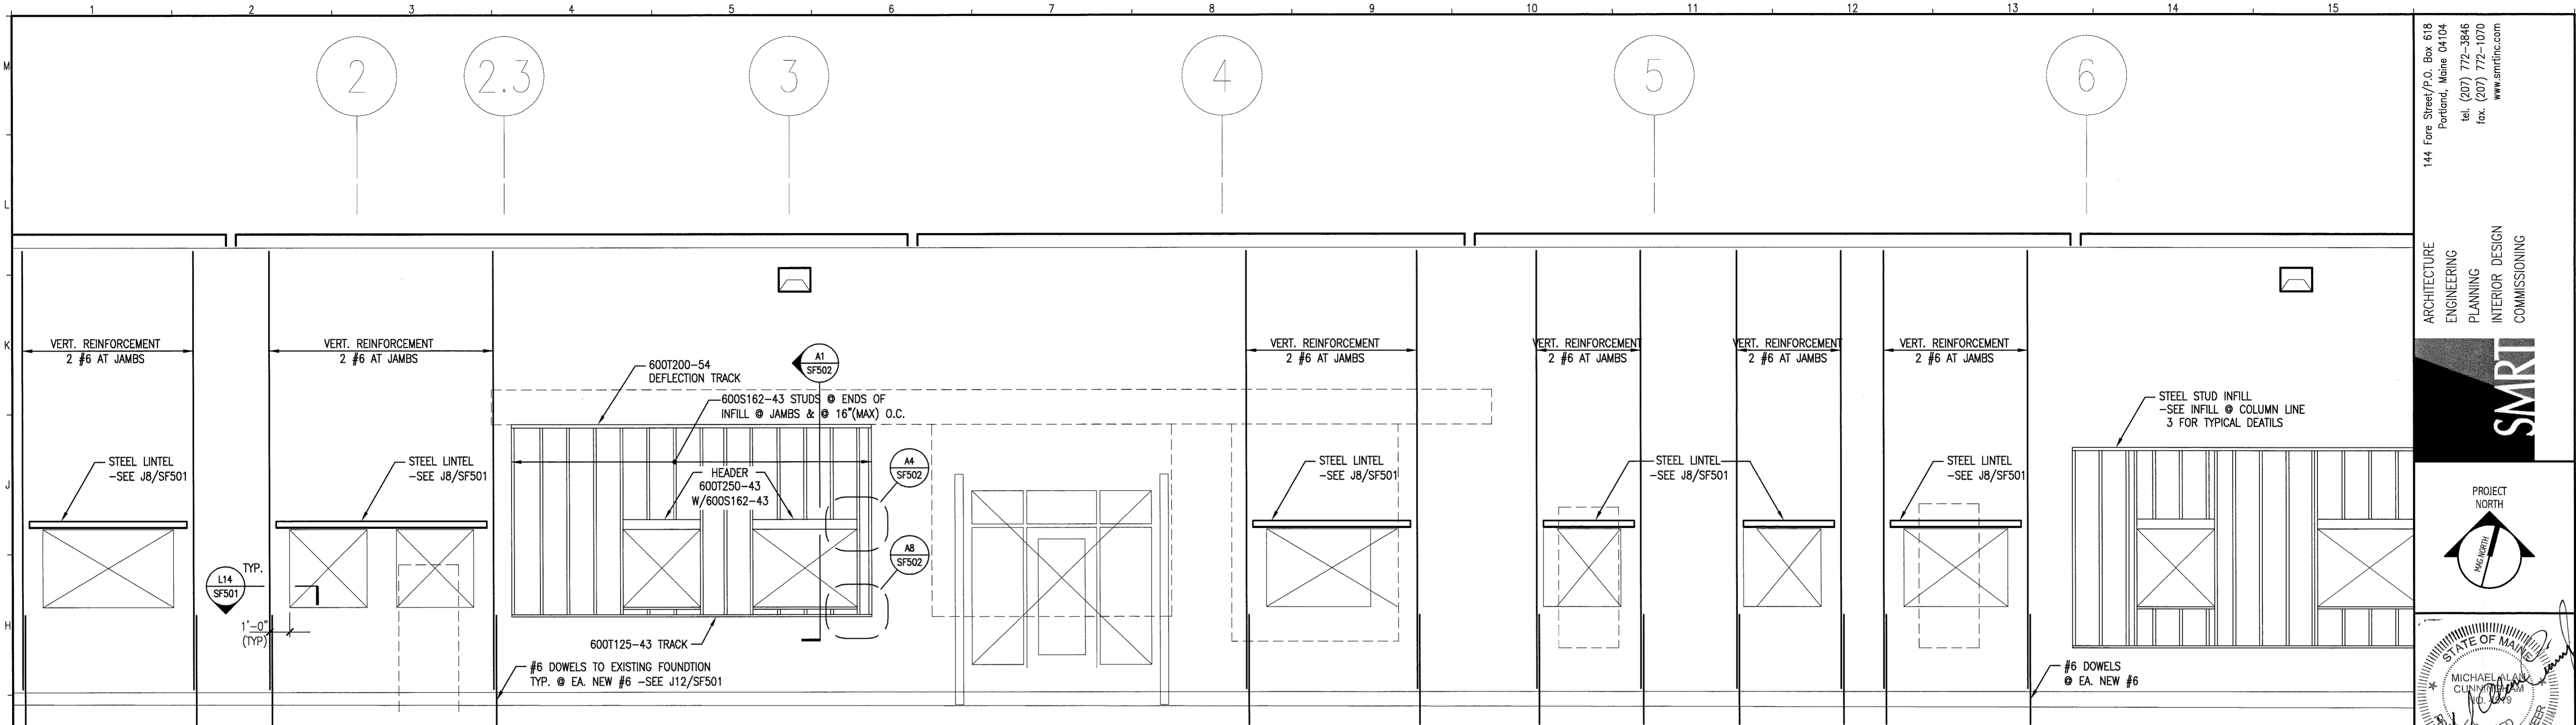 1 2 3 4 5 6 7 8 9 10 11 12 13 14 15
M
L
K
J
H
2
2.3
3
4
5
6
VERT. REINFORCEMENT
2 #6 AT JAMBS
VERT. REINFORCEMENT
2 #6 AT JAMBS
600T200-54
DEFLECTION TRACK
A1
SF502
600S162-43 STUDS @ ENDS OF
INFILL @ JAMBS & @ 16"(MAX) O.C.
VERT. REINFORCEMENT
2 #6 AT JAMBS
VERT. REINFORCEMENT
2 #6 AT JAMBS
VERT. REINFORCEMENT
2 #6 AT JAMBS
VERT. REINFORCEMENT
2 #6 AT JAMBS
STEEL STUD INFILL
-SEE INFILL @ COLUMN LINE
3 FOR TYPICAL DEATILS
STEEL LINTEL
-SEE J8/SF501
STEEL LINTEL
-SEE J8/SF501
HEADER
600T250-43
W/600S162-43
A4
SF502
STEEL LINTEL
-SEE J8/SF501
STEEL LINTEL
-SEE J8/SF501
STEEL LINTEL
-SEE J8/SF501
A8
SF502
TYP.
L14
SF501
1'-0"
(TYP)
600T125-43 TRACK
#6 DOWELS TO EXISTING FOUNDTION
TYP. @ EA. NEW #6 -SEE J12/SF501
#6 DOWELS
@ EA. NEW #6
144 Fore Street/P.O. Box 618
Portland, Maine 04104
tel. (207) 772-3846
fax. (207) 772-1070
www.smrtinc.com
ARCHITECTURE
ENGINEERING
PLANNING
INTERIOR DESIGN
COMMISSIONING
SMRT
PROJECT
NORTH
MAG NORTH
STATE OF MAINE
MICHAEL ALAN
CUNNINGHAM